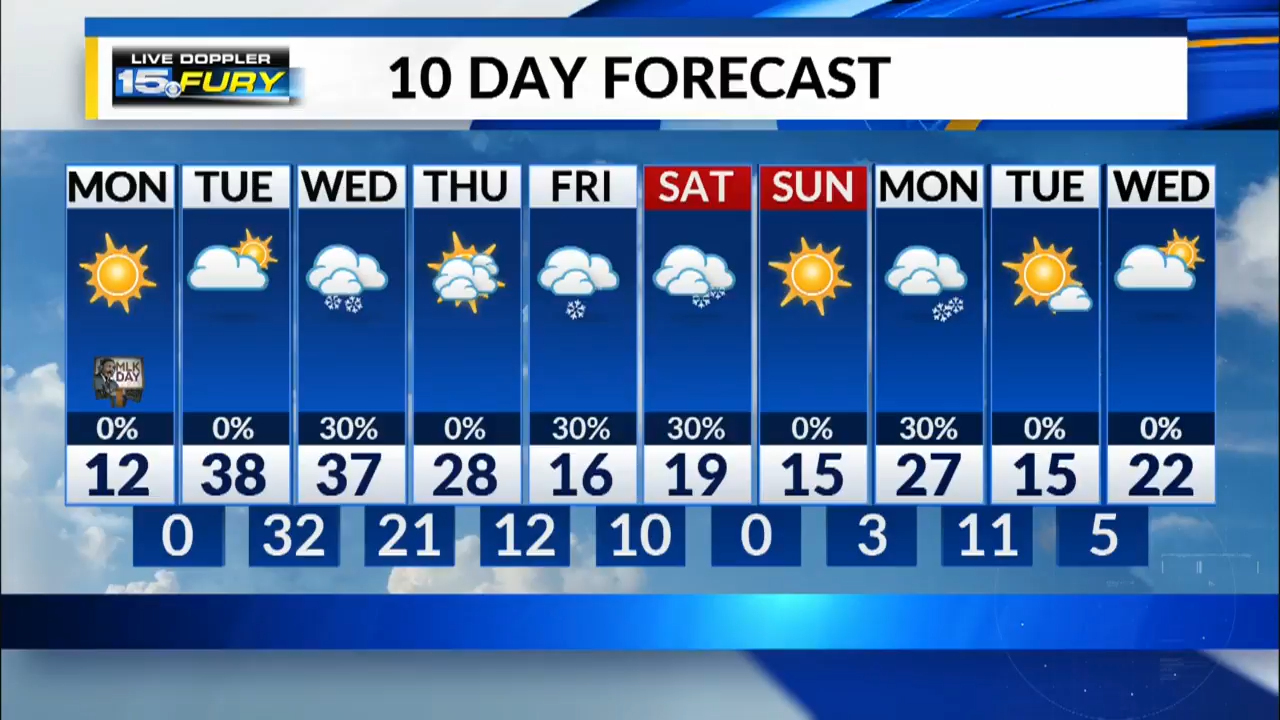 LIVE DOPPLER
15 FURY
10 DAY FORECAST
MON TUE WED THU FRI SAT SUN MON TUE WED
MLK
DAY
0% 0% 30% 0% 30% 30% 0% 30% 0% 0%
12 38 37 28 16 19 15 27 15 22
0 32 21 12 10 0 3 11 5